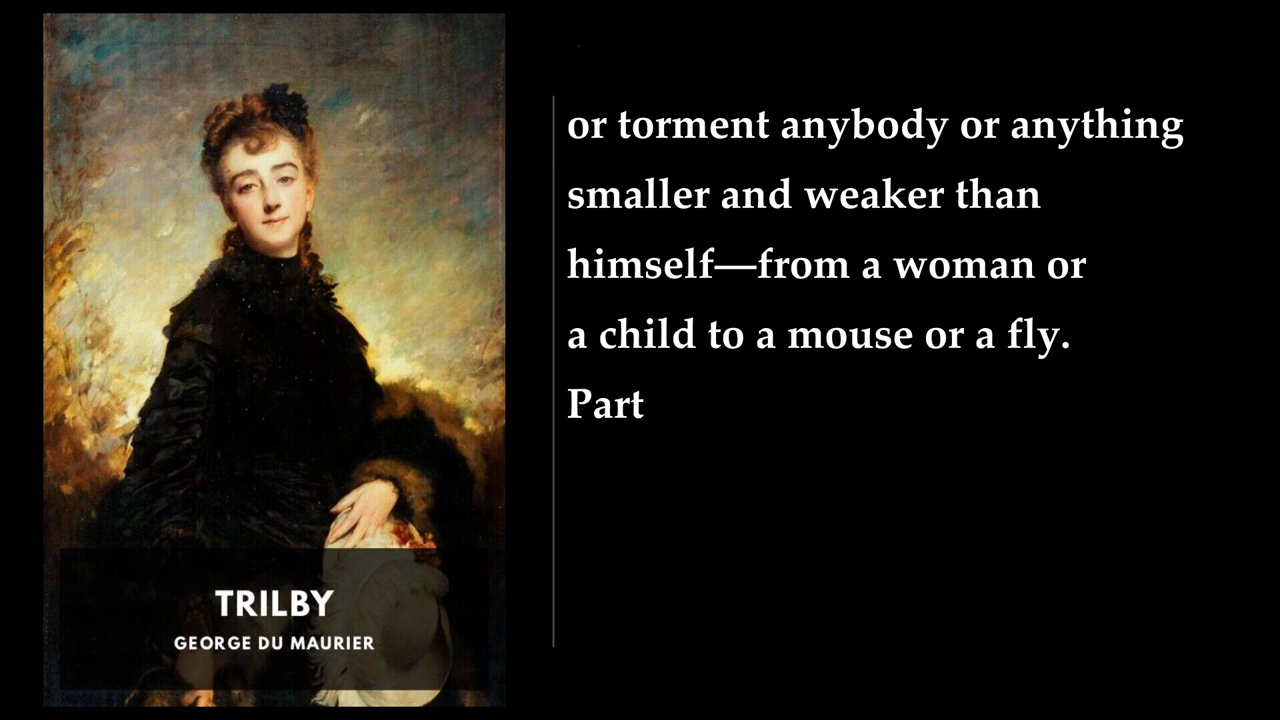 or torment anybody or anything
smaller and weaker than
himself—from a woman or
a child to a mouse or a fly.
Part
TRILBY
GEORGE DU MAURIER